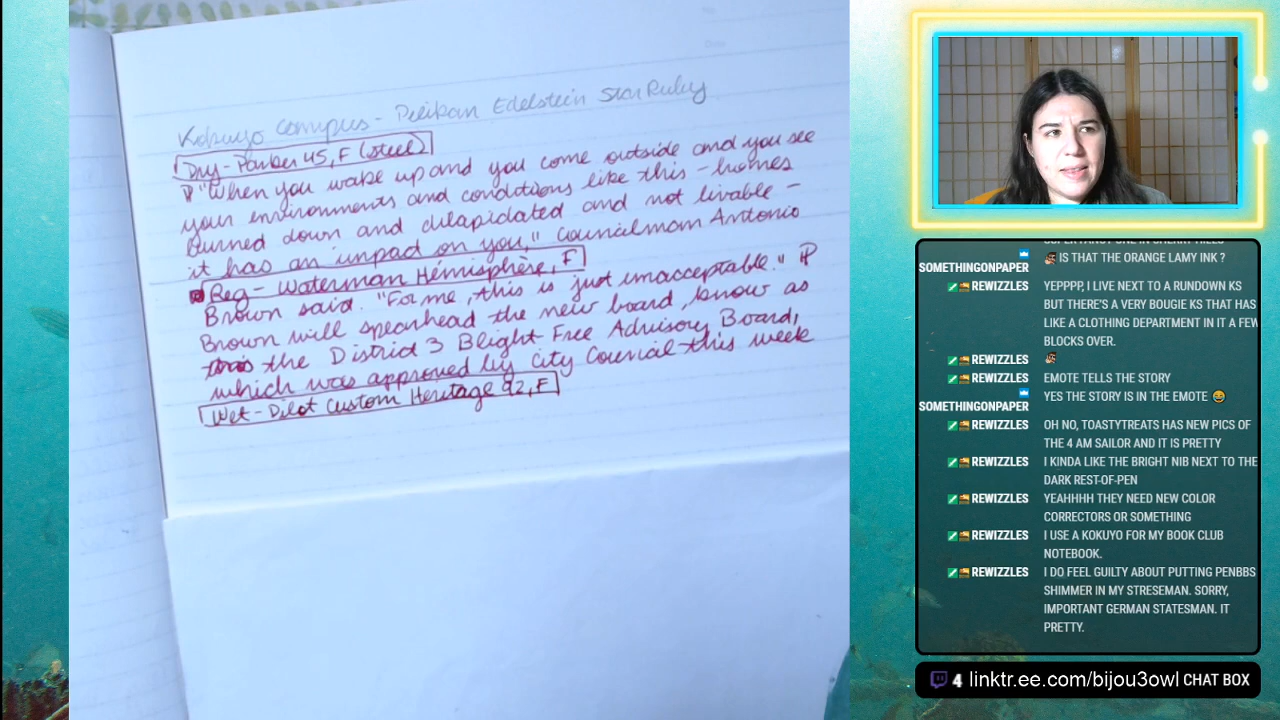 Kokuyo Campus - Pelikan Edelstein Star Ruby
Dry - Parker 45, F (steel)
¶ "When you wake up and you come outside and you see
your environments and conditions like this - homes
burned down and dilapidated and not livable -
it has an impact on you," Councilman Antonio
Reg - Waterman Hémisphère, F
Brown said. "For me, this is just unacceptable." ¶
Brown will spearhead the new board, know as
the District 3 Blight-Free Advisory Board,
which was approved by City Council this week
Wet - Pilot Custom Heritage 92, F
SOMETHINGONPAPER IS THAT THE ORANGE LAMY INK ?
REWIZZLES YEPPPP, I LIVE NEXT TO A RUNDOWN KS
BUT THERE'S A VERY BOUGIE KS THAT HAS
LIKE A CLOTHING DEPARTMENT IN IT A FEW
BLOCKS OVER.
REWIZZLES
REWIZZLES EMOTE TELLS THE STORY
SOMETHINGONPAPER YES THE STORY IS IN THE EMOTE 😂
REWIZZLES OH NO, TOASTYTREATS HAS NEW PICS OF
THE 4 AM SAILOR AND IT IS PRETTY
REWIZZLES I KINDA LIKE THE BRIGHT NIB NEXT TO THE
DARK REST-OF-PEN
REWIZZLES YEAHHHH THEY NEED NEW COLOR
CORRECTORS OR SOMETHING
REWIZZLES I USE A KOKUYO FOR MY BOOK CLUB
NOTEBOOK.
REWIZZLES I DO FEEL GUILTY ABOUT PUTTING PENBBS
SHIMMER IN MY STRESEMAN. SORRY,
IMPORTANT GERMAN STATESMAN. IT
PRETTY.
4 linktr.ee.com/bijou3owl CHAT BOX